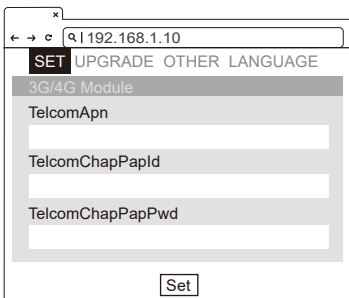 192.168.1.10
SET UPGRADE OTHER LANGUAGE
3G/4G Module
TelcomApn
TelcomChapPapId
TelcomChapPapPwd
Set